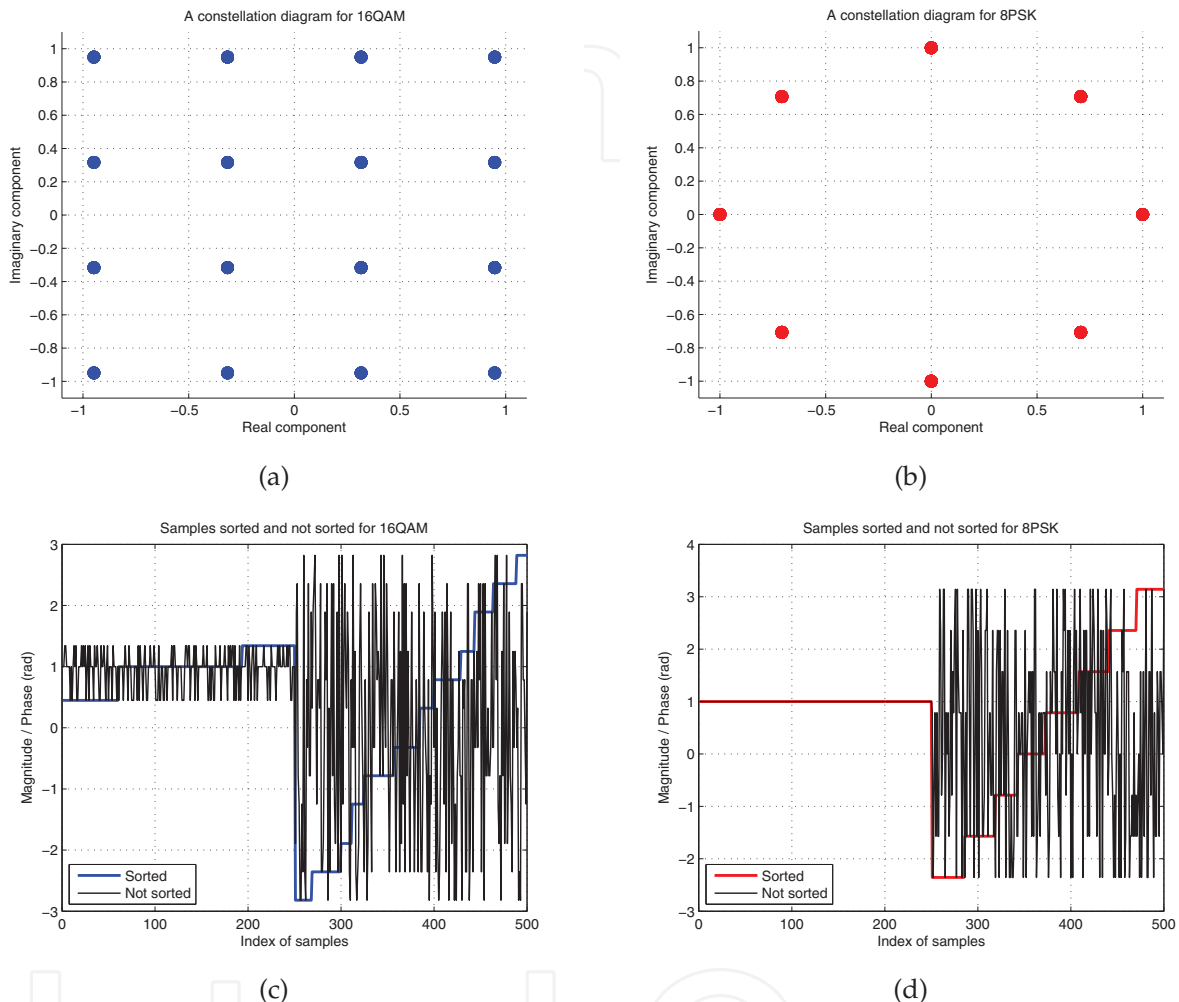 A constellation diagram for 16QAM
1
0.8
0.6
0.4
0.2
0
−0.2
−0.4
−0.6
−0.8
−1
−1
−0.5
0
0.5
1
Imaginary component
Real component
(a)
A constellation diagram for 8PSK
1
0.8
0.6
0.4
0.2
0
−0.2
−0.4
−0.6
−0.8
−1
−1
−0.5
0
0.5
1
Imaginary component
Real component
(b)
Samples sorted and not sorted for 16QAM
3
2
1
0
−1
−2
−3
0
100
200
300
400
500
Magnitude / Phase (rad)
Index of samples
Sorted
Not sorted
(c)
Samples sorted and not sorted for 8PSK
4
3
2
1
0
−1
−2
−3
0
100
200
300
400
500
Magnitude / Phase (rad)
Index of samples
Sorted
Not sorted
(d)